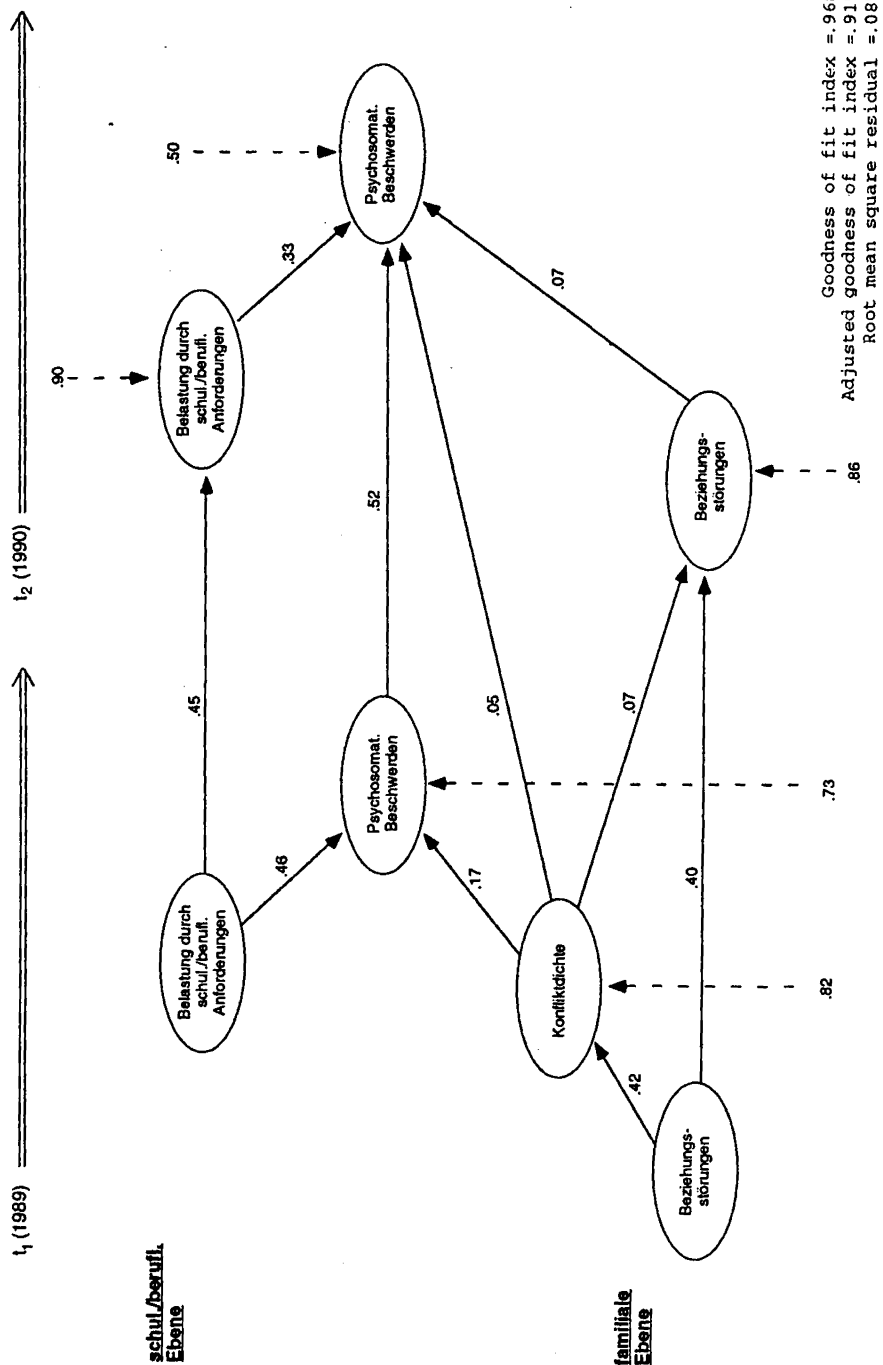 t₁ (1989)
t₂ (1990)
schul./berufl.
Ebene
.90
.50
Belastung durch
schul./berufl.
Anforderungen
.45
Belastung durch
schul./berufl.
Anforderungen
.46
.33
Psychosomat.
Beschwerden
.52
Psychosomat.
Beschwerden
.17
.05
Konfliktdichte
.07
.07
familiale
Ebene
.42
Beziehungs-
störungen
.40
Beziehungs-
störungen
.82
.73
.86
Goodness of fit index =.96
Adjusted goodness of fit index =.91
Root mean square residual =.08